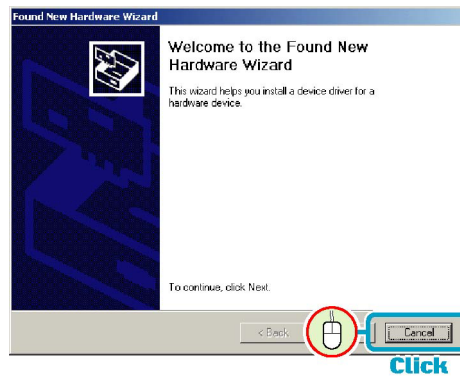 Found New Hardware Wizard
Welcome to the Found New
Hardware Wizard
This wizard helps you install a device driver for a
hardware device.
To continue, click Next.
< Back
Cancel
Click